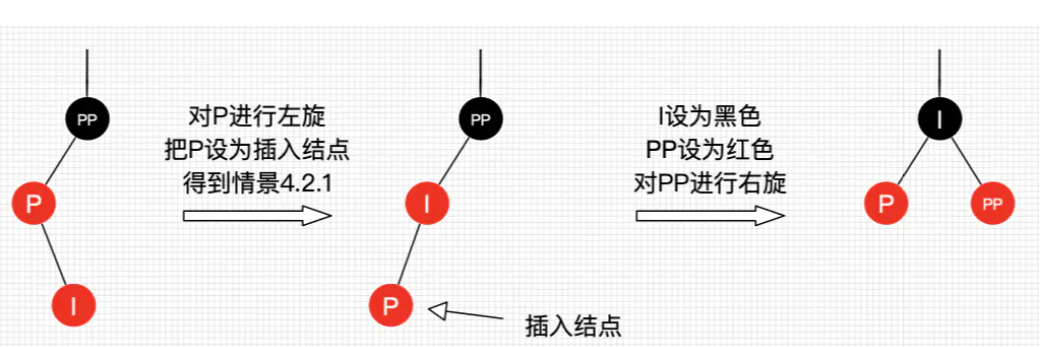 PP
P
I
对P进行左旋
把P设为插入结点
得到情景4.2.1
PP
I
P
插入结点
I设为黑色
PP设为红色
对PP进行右旋
I
P
PP